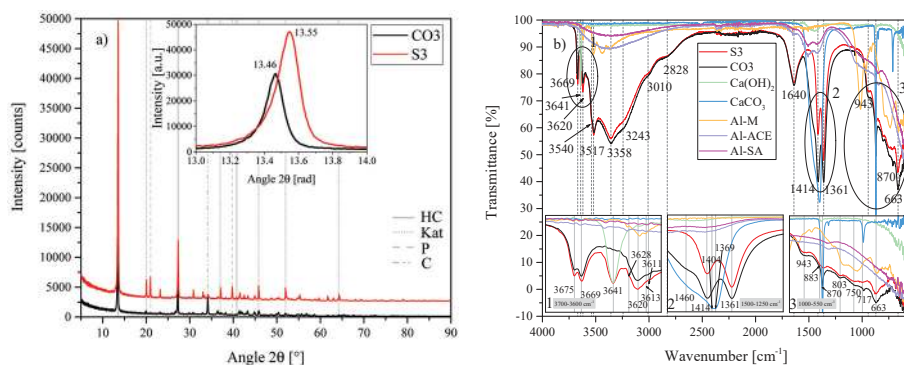 a)
CO3
S3
Intensity [counts]
50000
45000
40000
35000
30000
25000
20000
15000
10000
5000
0
10 20 30 40 50 60 70 80 90
Angle 2θ [°]
HC
Kat
P
C
Intensity [a.u.]
50000
40000
30000
20000
10000
0
13.0 13.2 13.4 13.6 13.8 14.0
Angle 2θ [rad]
13.46
13.55
b)
S3
CO3
Ca(OH)2
CaCO3
Al-M
Al-ACE
Al-SA
Transmittance [%]
100
90
80
70
60
50
40
30
20
10
0
-10
4000 3500 3000 2500 2000 1500 1000
Wavenumber [cm-1]
1
2
3
3669
3641
3620
3540
3517
3358
3243
3010
2828
1640
1414
1361
943
870
663
3675
3669
3641
3628
3620
3611
3613
1
3700-3600 cm-1
1460
1414
1404
1369
1361
2
1500-1250 cm-1
943
883
870
803
750
717
663
3
1000-550 cm-1